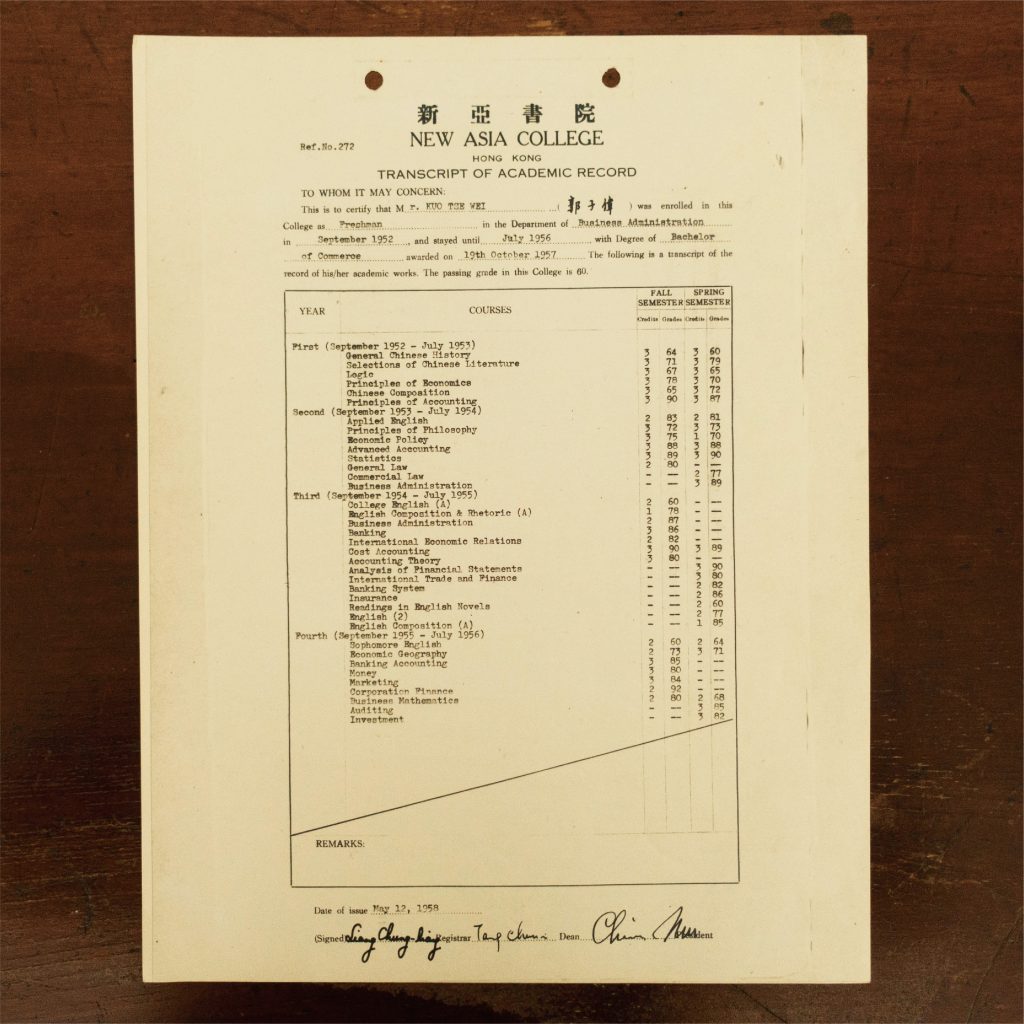 新亞書院
NEW ASIA COLLEGE
Ref.No.272
HONG KONG
TRANSCRIPT OF ACADEMIC RECORD
TO WHOM IT MAY CONCERN:
This is to certify that Mr. KUO TSE WEI (郭子偉) was enrolled in this
College as Freshman in the Department of Business Administration
in September 1952, and stayed until July 1956 with Degree of Bachelor
of Commerce awarded on 19th October 1957 The following is a transcript of the
record of his/her academic works. The passing grade in this College is 60.
YEAR COURSES FALL SEMESTER SPRING SEMESTER
Credits Grades Credits Grades
First (September 1952 - July 1953)
General Chinese History 3 64 3 60
Selections of Chinese Literature 3 71 3 79
Logic 3 67 3 65
Principles of Economics 3 78 3 70
Chinese Composition 3 65 3 72
Principles of Accounting 3 90 3 87
Second (September 1953 - July 1954)
Applied English 2 83 2 81
Principles of Philosophy 3 72 3 73
Economic Policy 3 75 1 70
Advanced Accounting 3 88 3 88
Statistics 3 89 3 90
General Law 2 80 - --
Commercial Law - -- 2 77
Business Administration - -- 3 89
Third (September 1954 - July 1955)
College English (A) 2 60 - --
English Composition & Rhetoric (A) 1 78 - --
Business Administration 2 87 - --
Banking 3 86 - --
International Economic Relations 2 82 - --
Cost Accounting 3 90 3 89
Accounting Theory 3 80 - --
Analysis of Financial Statements - -- 3 90
International Trade and Finance - -- 3 80
Banking System - -- 2 82
Insurance - -- 2 86
Readings in English Novels - -- 2 60
English (2) - -- 2 77
English Composition (A) - -- 1 85
Fourth (September 1955 - July 1956)
Sophomore English 2 60 2 64
Economic Geography 2 73 3 71
Banking Accounting 3 85 - --
Money 3 80 - --
Marketing 3 84 - --
Corporation Finance 2 92 - --
Business Mathematics 2 80 2 68
Auditing - -- 3 85
Investment - -- 3 82
REMARKS:
Date of issue May 12, 1958
(Signed) Liang Chung-liang Registrar Tang Chun-i Dean Ch'ien Mu President